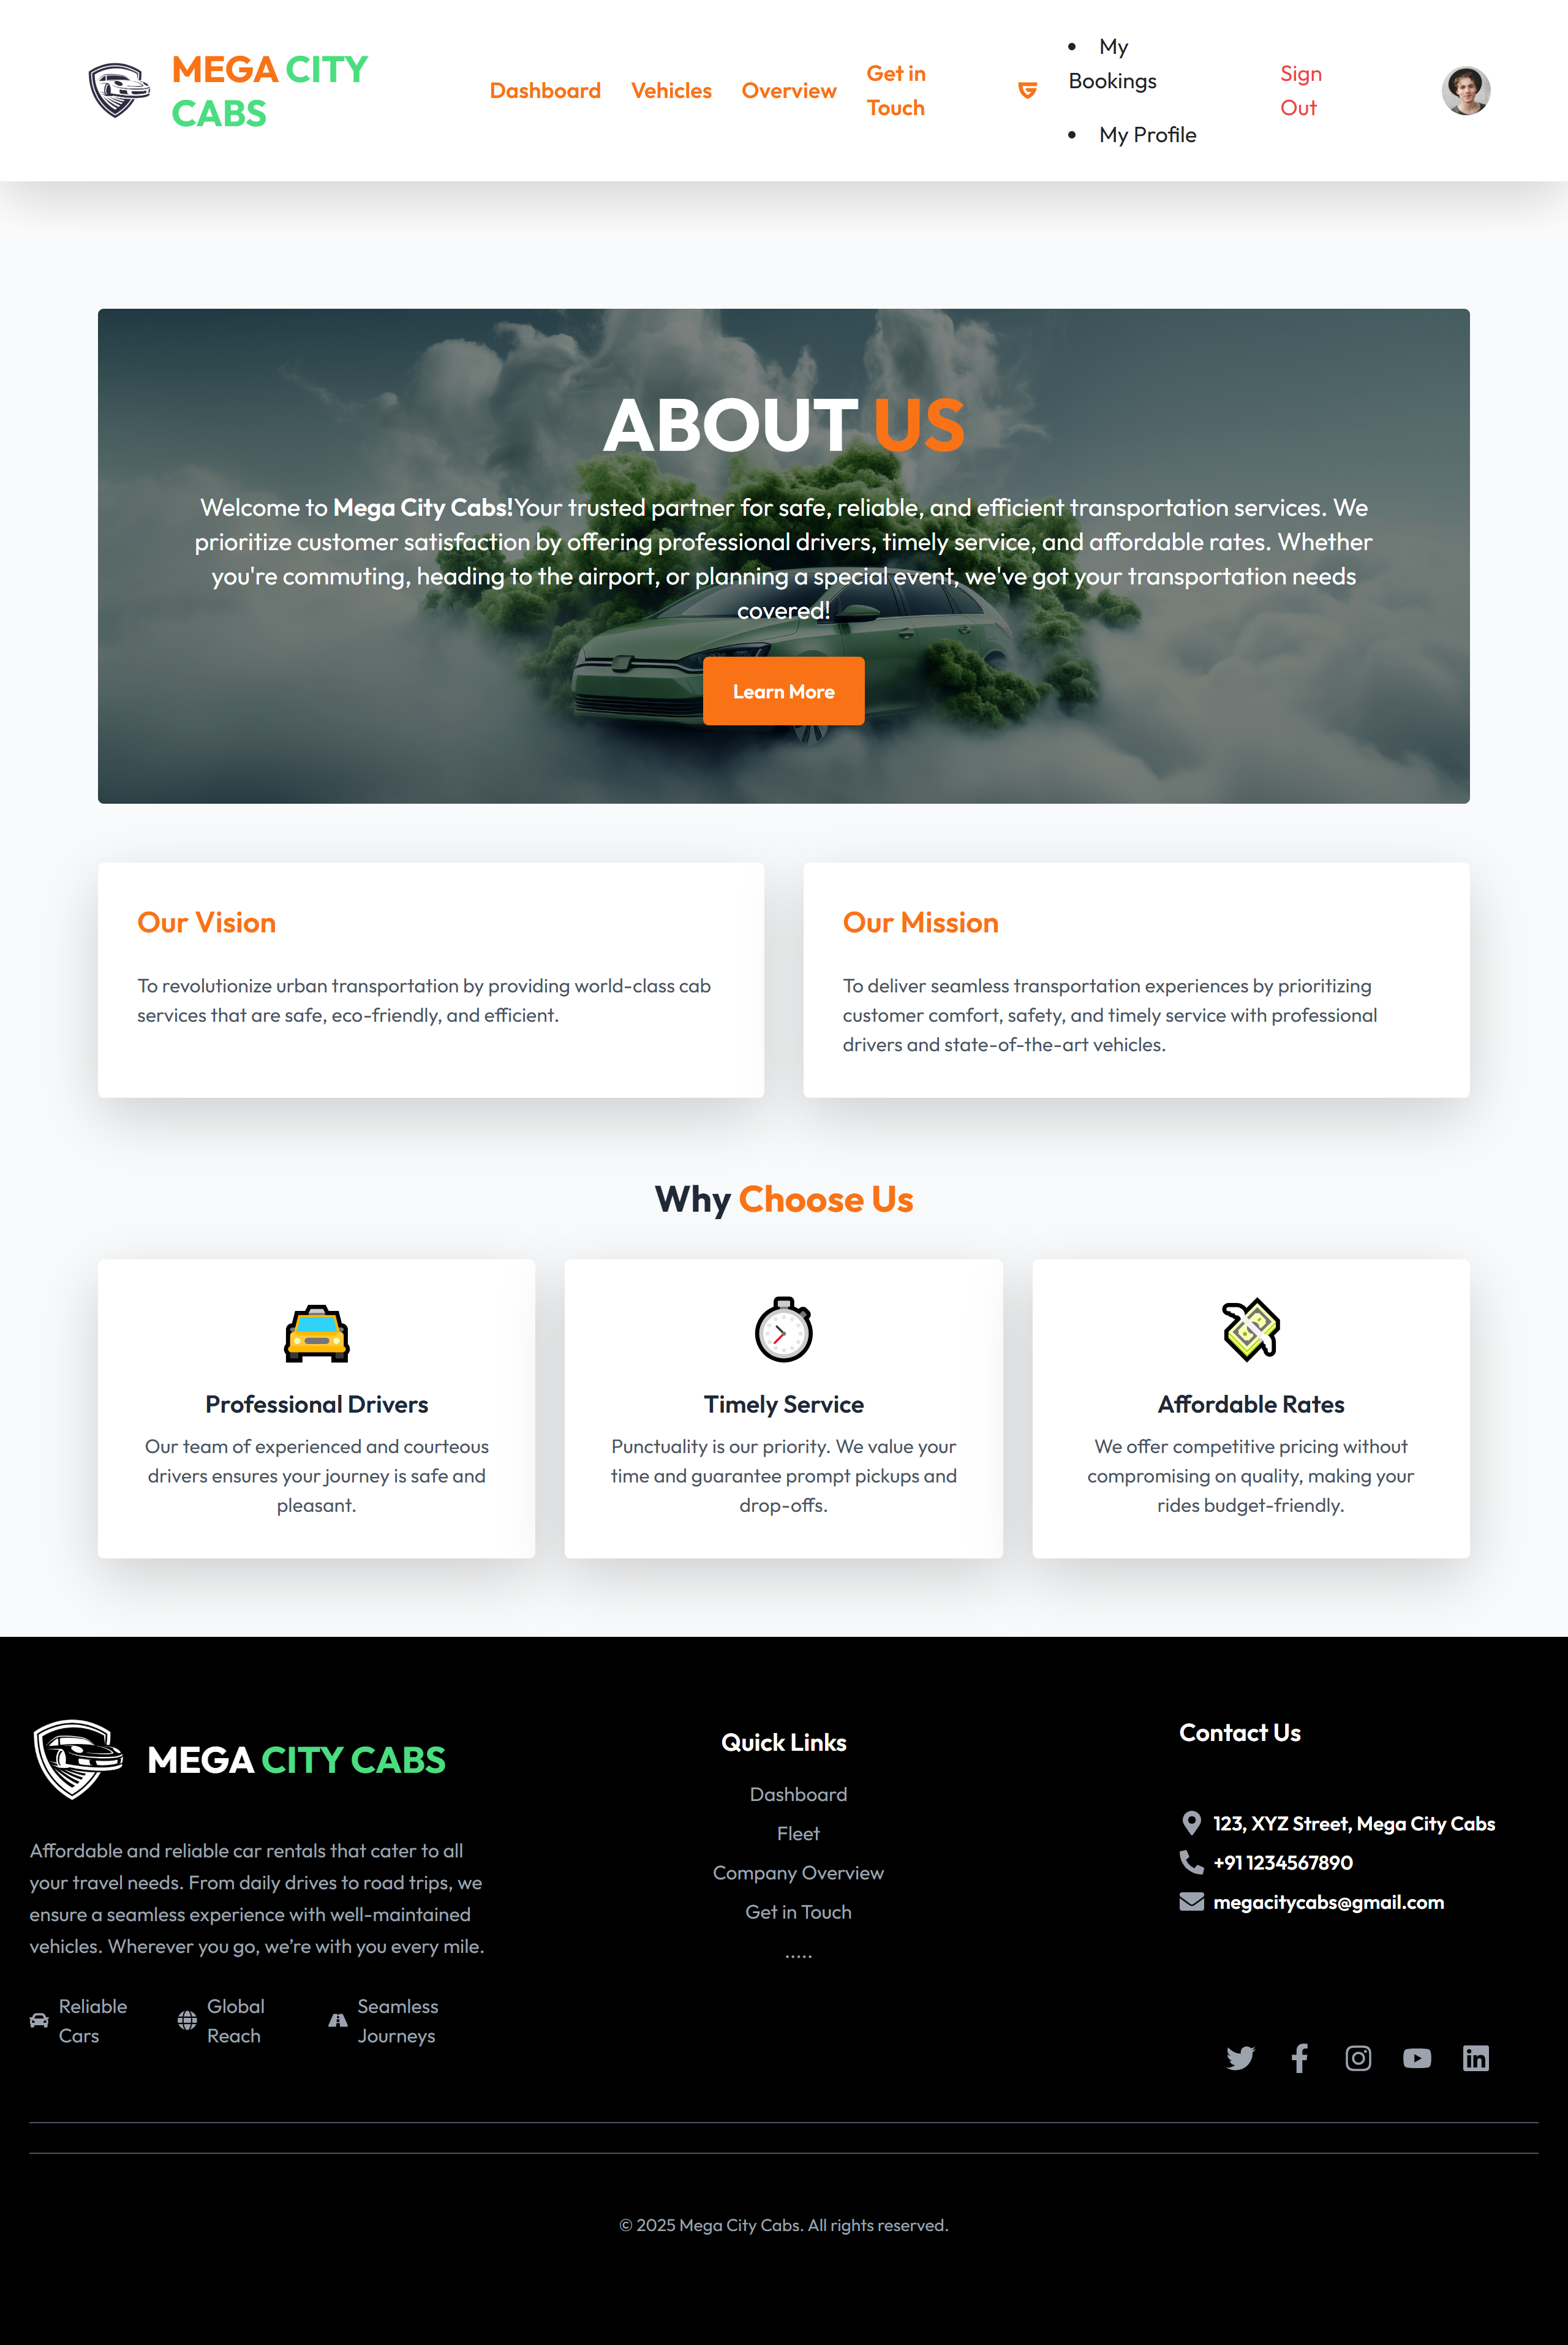 MEGA CITY
CABS
Dashboard
Vehicles
Overview
Get in
Touch
• My
Bookings
• My Profile
Sign
Out
ABOUT US
Welcome to Mega City Cabs!Your trusted partner for safe, reliable, and efficient transportation services. We
prioritize customer satisfaction by offering professional drivers, timely service, and affordable rates. Whether
you're commuting, heading to the airport, or planning a special event, we've got your transportation needs
covered!
Learn More
Our Vision
To revolutionize urban transportation by providing world-class cab
services that are safe, eco-friendly, and efficient.
Our Mission
To deliver seamless transportation experiences by prioritizing
customer comfort, safety, and timely service with professional
drivers and state-of-the-art vehicles.
Why Choose Us
Professional Drivers
Our team of experienced and courteous
drivers ensures your journey is safe and
pleasant.
Timely Service
Punctuality is our priority. We value your
time and guarantee prompt pickups and
drop-offs.
Affordable Rates
We offer competitive pricing without
compromising on quality, making your
rides budget-friendly.
MEGA CITY CABS
Affordable and reliable car rentals that cater to all
your travel needs. From daily drives to road trips, we
ensure a seamless experience with well-maintained
vehicles. Wherever you go, we’re with you every mile.
Reliable
Cars
Global
Reach
Seamless
Journeys
Quick Links
Dashboard
Fleet
Company Overview
Get in Touch
.....
Contact Us
123, XYZ Street, Mega City Cabs
+91 1234567890
megacitycabs@gmail.com
© 2025 Mega City Cabs. All rights reserved.